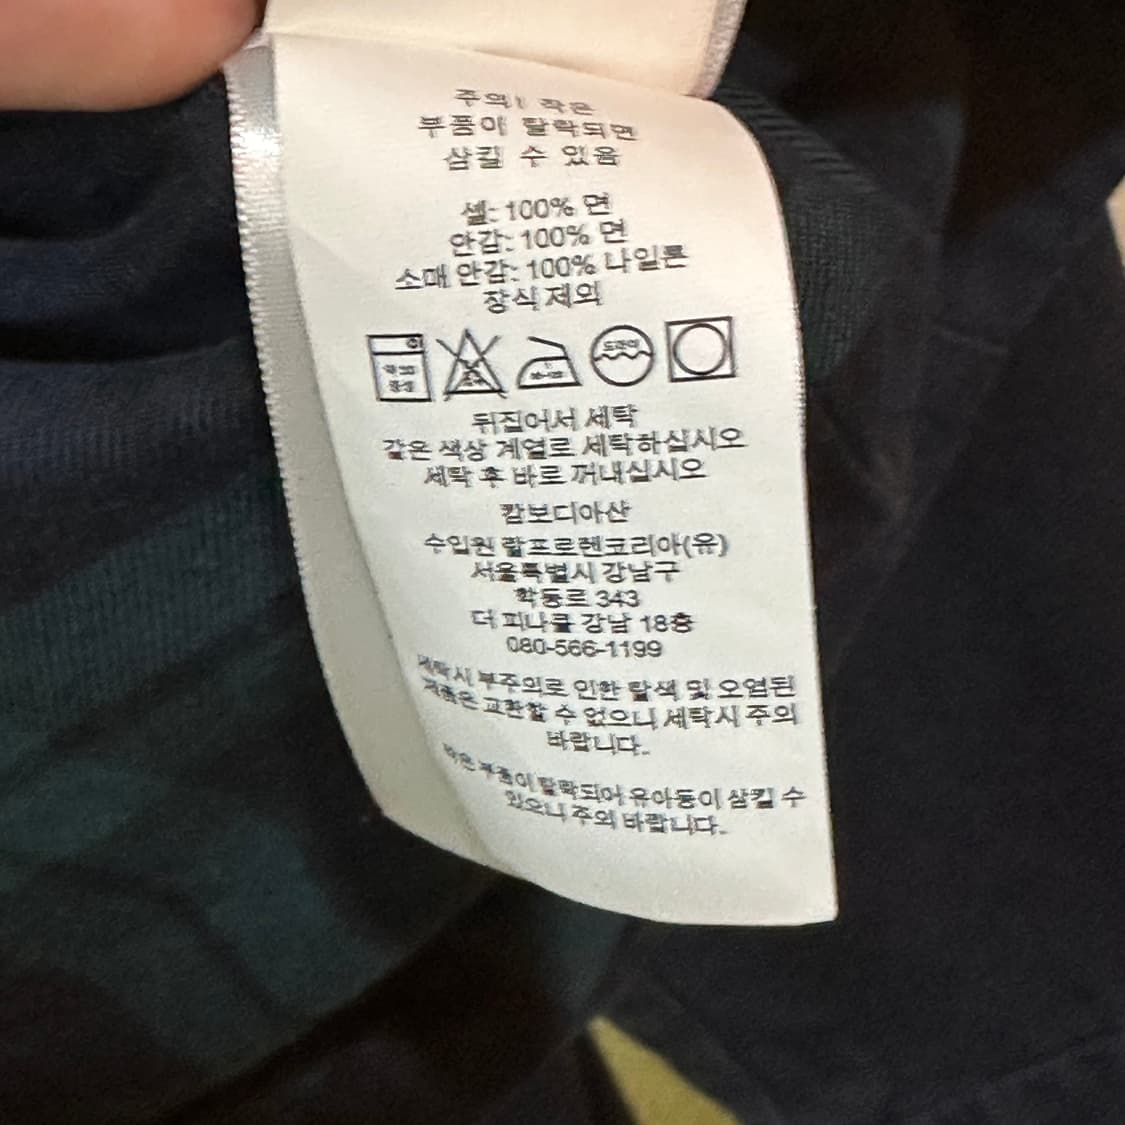 주의! 작은
부품이 탈락되면
삼킬 수 있음
셸: 100% 면
안감: 100% 면
소매 안감: 100% 나일론
장식 제외
드라이
뒤집어서 세탁
같은 색상 계열로 세탁하십시오
세탁 후 바로 꺼내십시오
캄보디아산
수입원 랄프로렌코리아(유)
서울특별시 강남구
학동로 343
더 피나클 강남 18층
080-566-1199
세탁시 부주의로 인한 탈색 및 오염된
제품은 교환할 수 없으니 세탁시 주의
바랍니다.
작은 부품이 탈락되어 유아등이 삼킬 수
있으니 주의 바랍니다.